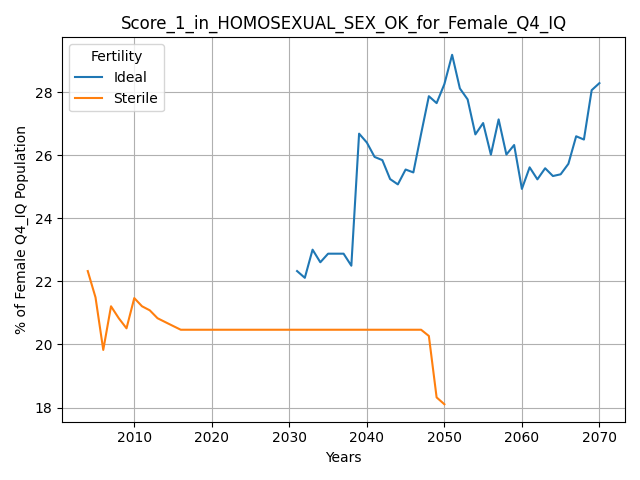 Score_1_in_HOMOSEXUAL_SEX_OK_for_Female_Q4_IQ
Fertility
Ideal
Sterile
% of Female Q4_IQ Population
28
26
24
22
20
18
2010 2020 2030 2040 2050 2060 2070
Years